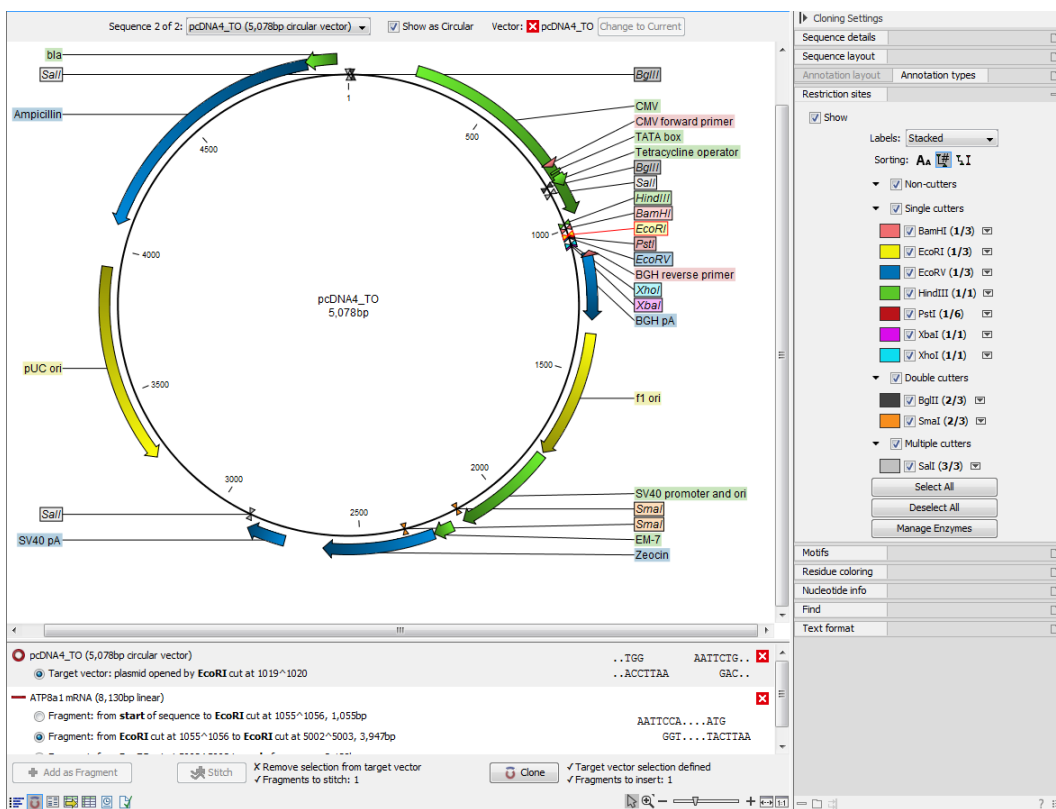 Sequence 2 of 2: pcDNA4_TO (5,078bp circular vector) Show as Circular Vector: pcDNA4_TO Change to Current
bla
SalI
Ampicillin
pUC ori
SalI
SV40 pA
1
500
1000
1500
2000
2500
3000
3500
4000
4500
pcDNA4_TO
5,078bp
BglII
CMV
CMV forward primer
TATA box
Tetracycline operator
BglII
SalI
HindIII
BamHI
EcoRI
PstI
EcoRV
BGH reverse primer
XhoI
XbaI
BGH pA
f1 ori
SV40 promoter and ori
SmaI
SmaI
EM-7
Zeocin
pcDNA4_TO (5,078bp circular vector)
Target vector: plasmid opened by EcoRI cut at 1019^1020
..TGG AATTCTG..
..ACCTTAA GAC..
ATP8a1 mRNA (8,130bp linear)
Fragment: from start of sequence to EcoRI cut at 1055^1056, 1,055bp
Fragment: from EcoRI cut at 1055^1056 to EcoRI cut at 5002^5003, 3,947bp
AATTCCA....ATG
GGT....TACTTAA
Add as Fragment
Stitch
X Remove selection from target vector
✓ Fragments to stitch: 1
Clone
✓ Target vector selection defined
✓ Fragments to insert: 1
Cloning Settings
Sequence details
Sequence layout
Annotation layout Annotation types
Restriction sites
Show
Labels: Stacked
Sorting:
Non-cutters
Single cutters
BamHI (1/3)
EcoRI (1/3)
EcoRV (1/3)
HindIII (1/1)
PstI (1/6)
XbaI (1/1)
XhoI (1/1)
Double cutters
BglII (2/3)
SmaI (2/3)
Multiple cutters
SalI (3/3)
Select All
Deselect All
Manage Enzymes
Motifs
Residue coloring
Nucleotide info
Find
Text format